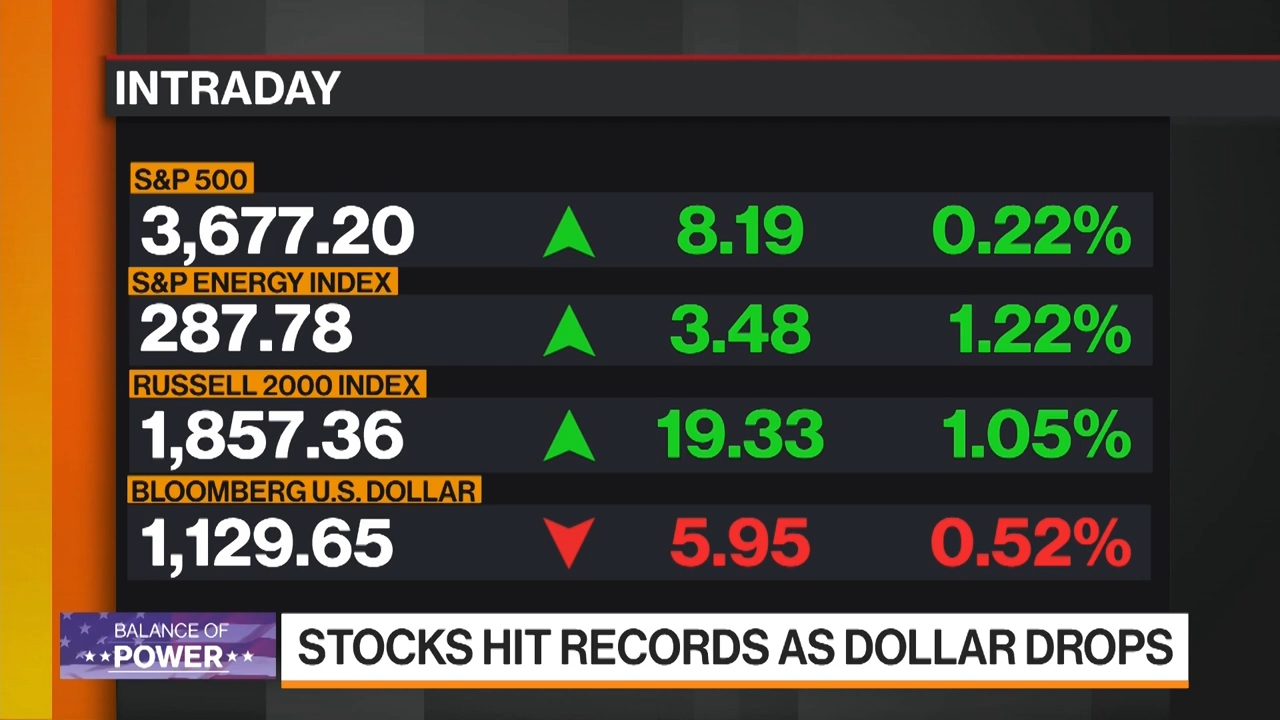 INTRADAY
S&P 500
3,677.20 8.19 0.22%
S&P ENERGY INDEX
287.78 3.48 1.22%
RUSSELL 2000 INDEX
1,857.36 19.33 1.05%
BLOOMBERG U.S. DOLLAR
1,129.65 5.95 0.52%
BALANCE OF
POWER
STOCKS HIT RECORDS AS DOLLAR DROPS